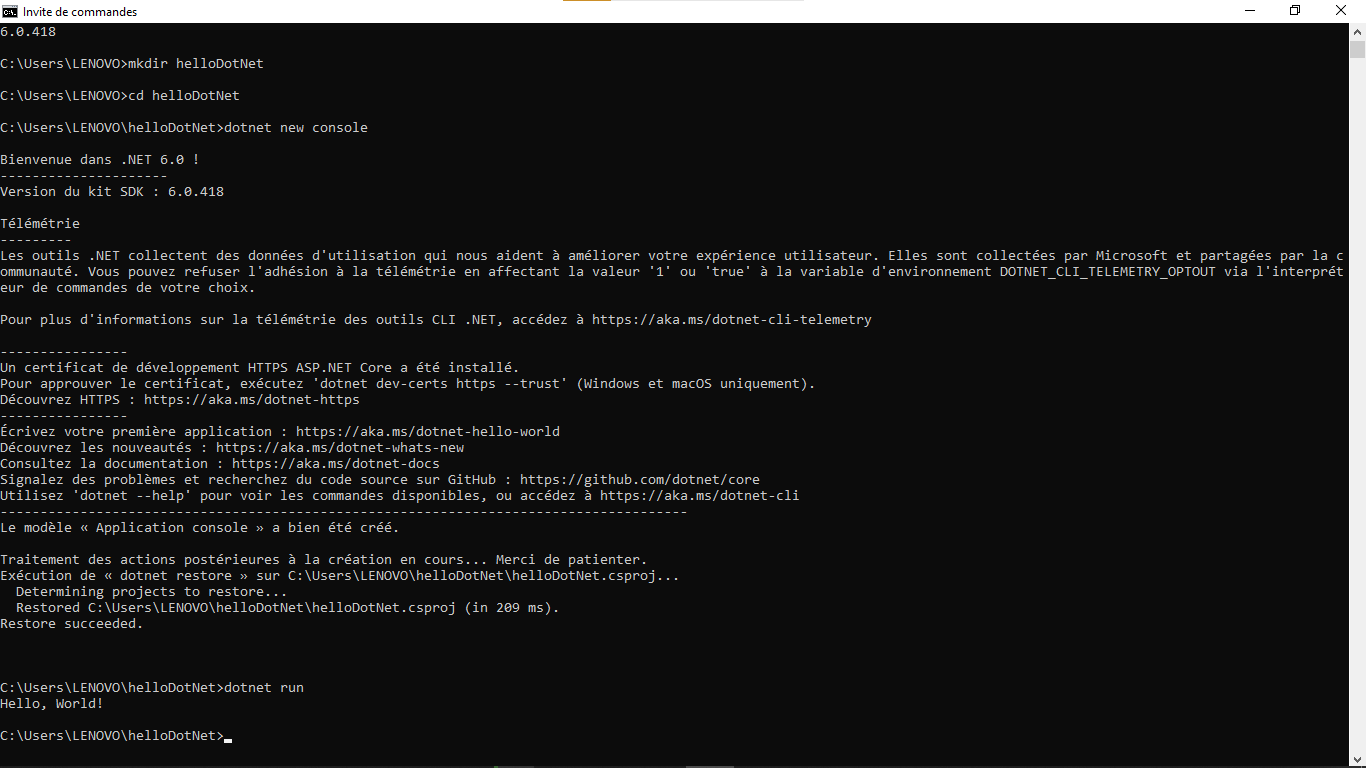 Invite de commandes
6.0.418
C:\Users\LENOVO>mkdir helloDotNet
C:\Users\LENOVO>cd helloDotNet
C:\Users\LENOVO\helloDotNet>dotnet new console
Bienvenue dans .NET 6.0 !
---------------------
Version du kit SDK : 6.0.418
Télémétrie
---------
Les outils .NET collectent des données d'utilisation qui nous aident à améliorer votre expérience utilisateur. Elles sont collectées par Microsoft et partagées par la c
ommunauté. Vous pouvez refuser l'adhésion à la télémétrie en affectant la valeur '1' ou 'true' à la variable d'environnement DOTNET_CLI_TELEMETRY_OPTOUT via l'interprét
eur de commandes de votre choix.
Pour plus d'informations sur la télémétrie des outils CLI .NET, accédez à https://aka.ms/dotnet-cli-telemetry
----------------
Un certificat de développement HTTPS ASP.NET Core a été installé.
Pour approuver le certificat, exécutez 'dotnet dev-certs https --trust' (Windows et macOS uniquement).
Découvrez HTTPS : https://aka.ms/dotnet-https
----------------
Écrivez votre première application : https://aka.ms/dotnet-hello-world
Découvrez les nouveautés : https://aka.ms/dotnet-whats-new
Consultez la documentation : https://aka.ms/dotnet-docs
Signalez des problèmes et recherchez du code source sur GitHub : https://github.com/dotnet/core
Utilisez 'dotnet --help' pour voir les commandes disponibles, ou accédez à https://aka.ms/dotnet-cli
--------------------------------------------------------------------------------------
Le modèle « Application console » a bien été créé.
Traitement des actions postérieures à la création en cours... Merci de patienter.
Exécution de « dotnet restore » sur C:\Users\LENOVO\helloDotNet\helloDotNet.csproj...
  Determining projects to restore...
  Restored C:\Users\LENOVO\helloDotNet\helloDotNet.csproj (in 209 ms).
Restore succeeded.
C:\Users\LENOVO\helloDotNet>dotnet run
Hello, World!
C:\Users\LENOVO\helloDotNet>